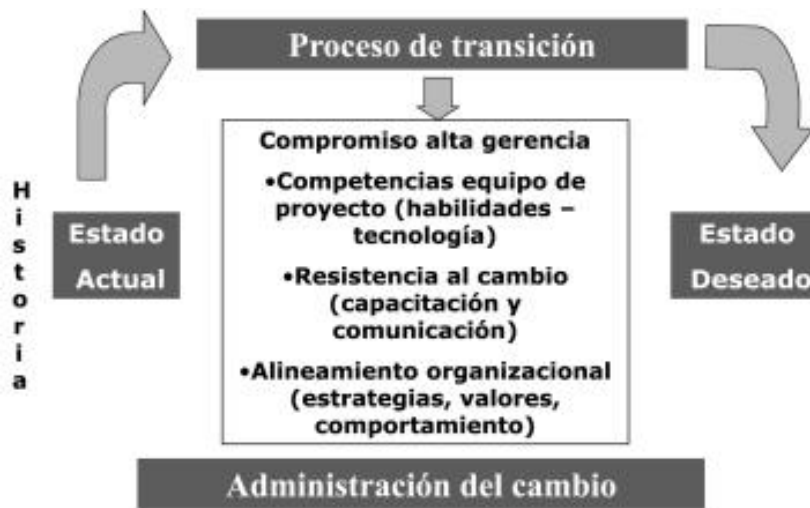 Proceso de transición
Compromiso alta gerencia
•Competencias equipo de
proyecto (habilidades –
tecnología)
•Resistencia al cambio
(capacitación y
comunicación)
•Alineamiento organizacional
(estrategias, valores,
comportamiento)
Historia
Estado
Actual
Estado
Deseado
Administración del cambio